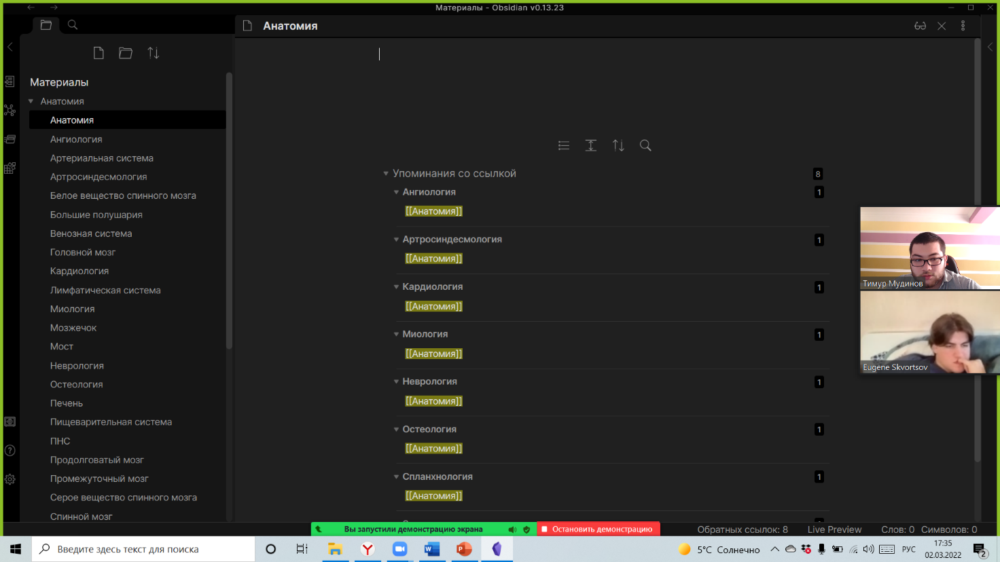 Материалы - Obsidian v0.13.23
Анатомия
Материалы
Анатомия
Анатомия
Ангиология
Артериальная система
Артросиндесмология
Белое вещество спинного мозга
Большие полушария
Венозная система
Головной мозг
Кардиология
Лимфатическая система
Миология
Мозжечок
Мост
Неврология
Остеология
Печень
Пищеварительная система
ПНС
Продолговатый мозг
Промежуточный мозг
Серое вещество спинного мозга
Спинной мозг
Упоминания со ссылкой 8
Ангиология 1
[[Анатомия]]
Артросиндесмология 1
[[Анатомия]]
Кардиология 1
[[Анатомия]]
Миология 1
[[Анатомия]]
Неврология 1
[[Анатомия]]
Остеология 1
[[Анатомия]]
Спланхнология 1
[[Анатомия]]
Тимур Мудинов
Eugene Skvortsov
Вы запустили демонстрацию экрана
Остановить демонстрацию
Обратных ссылок: 8 Live Preview Слов: 0 Символов: 0
Введите здесь текст для поиска
5°C Солнечно
РУС
17:35
02.03.2022
2